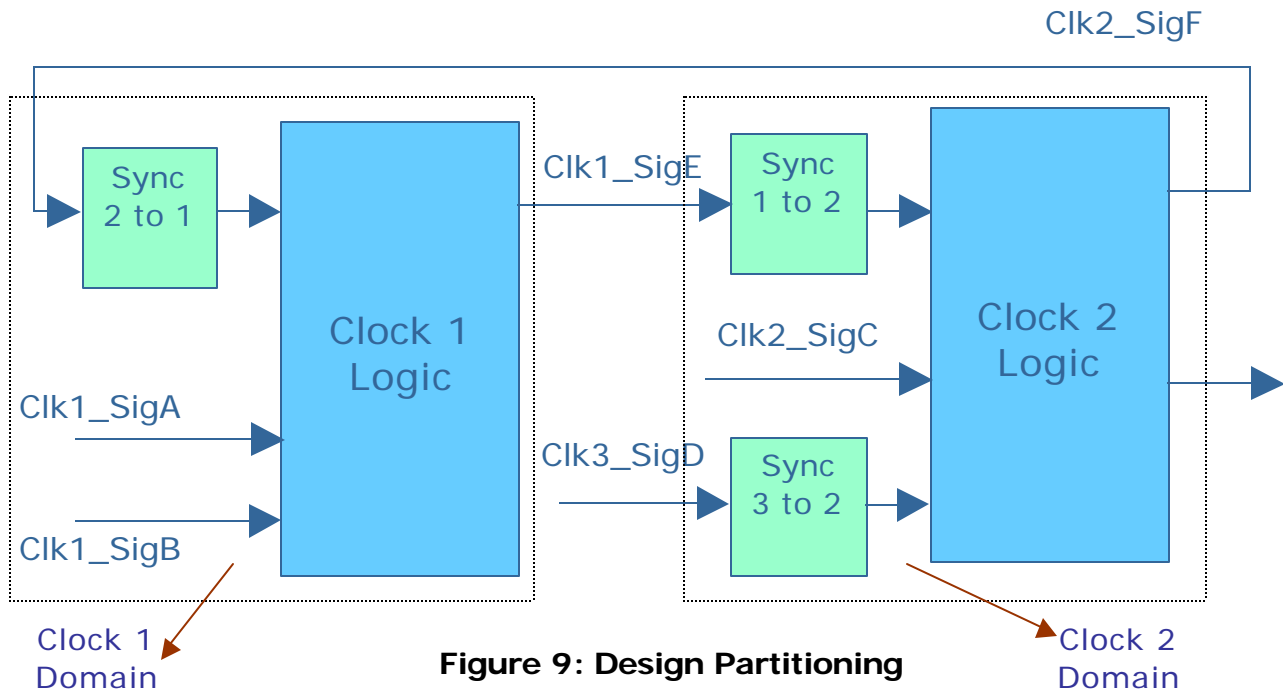 Clk2_SigF
Sync
2 to 1
Clock 1
Logic
Clk1_SigA
Clk1_SigB
Clock 1
Domain
Clk1_SigE
Sync
1 to 2
Clk2_SigC
Clk3_SigD
Sync
3 to 2
Clock 2
Logic
Clock 2
Domain
Figure 9: Design Partitioning